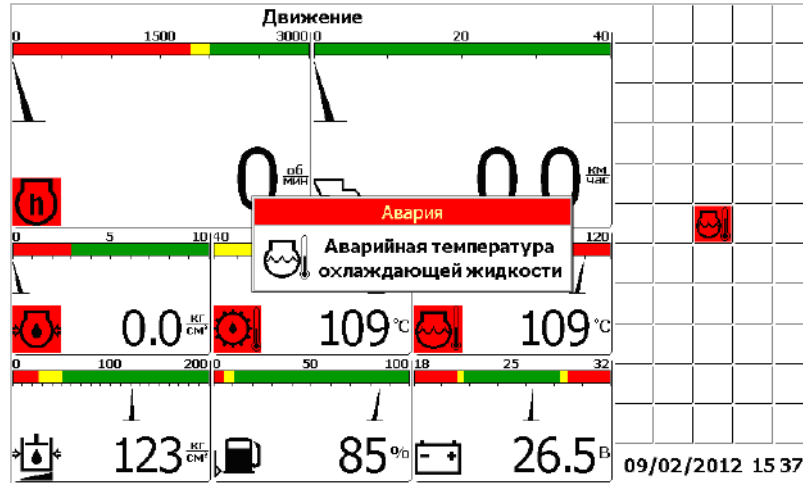 Движение
0 1500 3000
0 20 40
0 об/мин
0.0 км/час
h
Авария
Аварийная температура
охлаждающей жидкости
0 5 10
40
120
0.0 кг/см²
109 °C
109 °C
0 100 200
0 50 100
18 25 32
123 кг/см²
85 %
26.5 В
09/02/2012 15 37